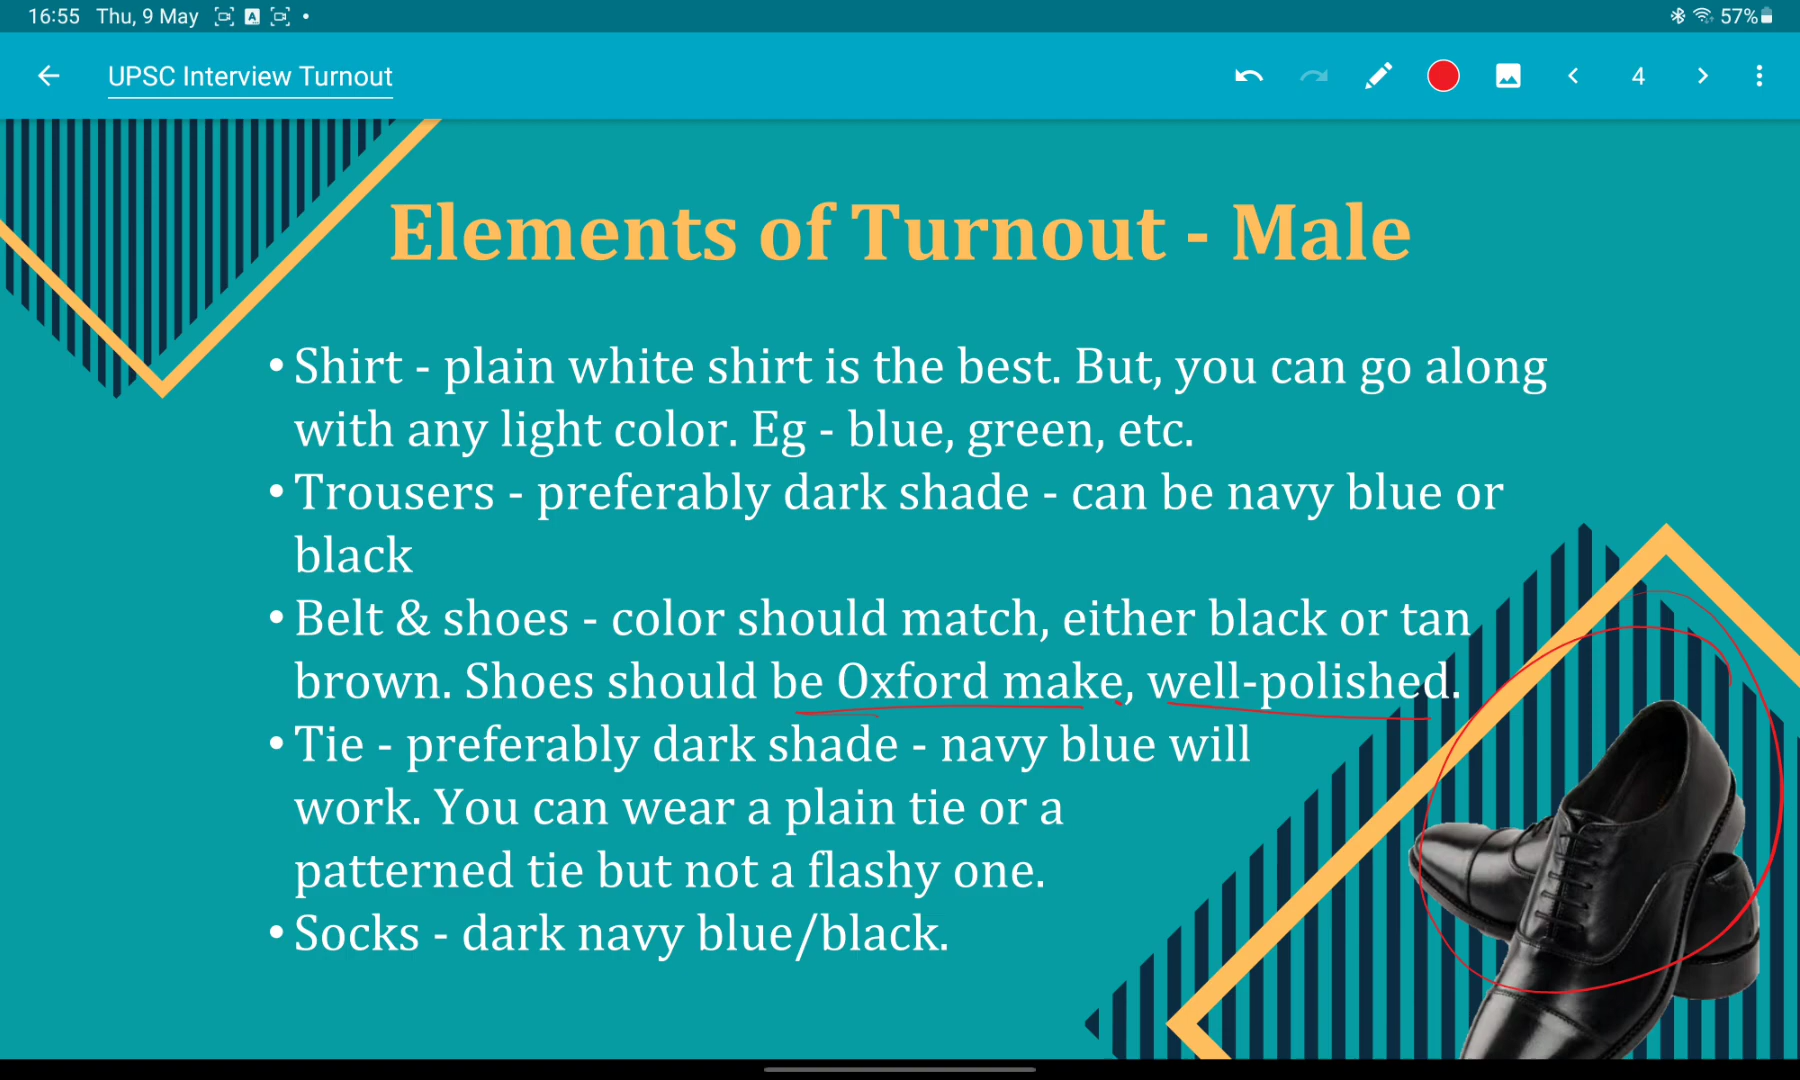 16:55 Thu, 9 May
57%
UPSC Interview Turnout
4
Elements of Turnout - Male
• Shirt - plain white shirt is the best. But, you can go along
with any light color. Eg - blue, green, etc.
• Trousers - preferably dark shade - can be navy blue or
black
• Belt & shoes - color should match, either black or tan
brown. Shoes should be Oxford make, well-polished.
• Tie - preferably dark shade - navy blue will
work. You can wear a plain tie or a
patterned tie but not a flashy one.
• Socks - dark navy blue/black.